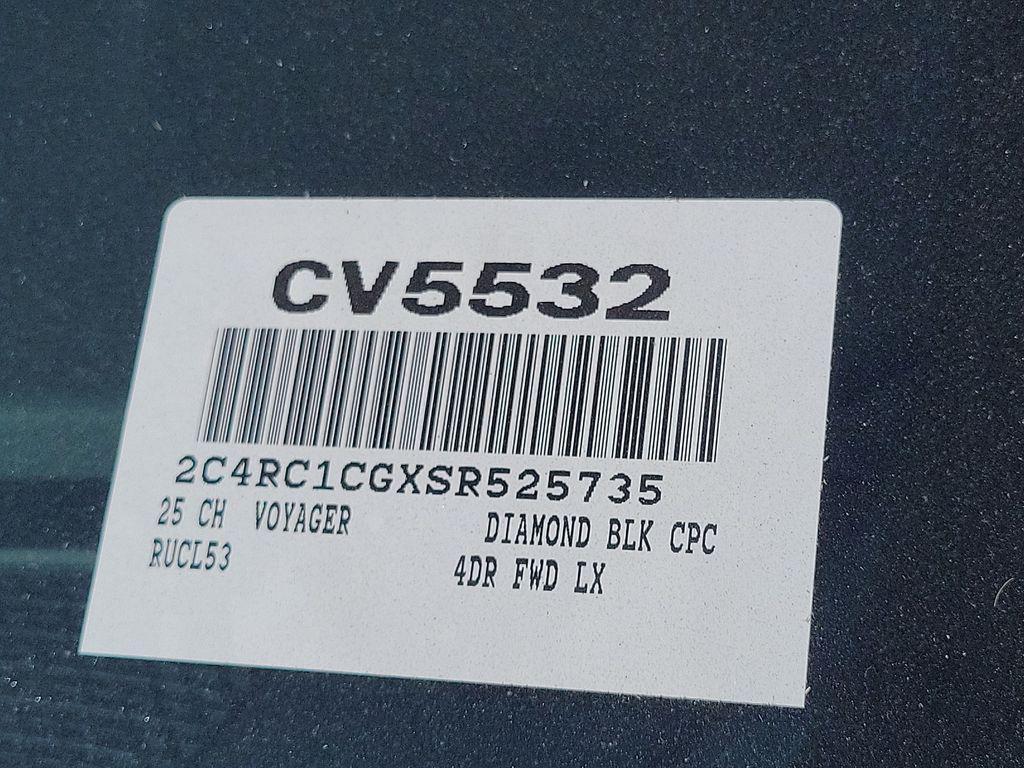 CV5532
2C4RC1CGXSR525735
25 CH VOYAGER DIAMOND BLK CPC
RUCL53 4DR FWD LX